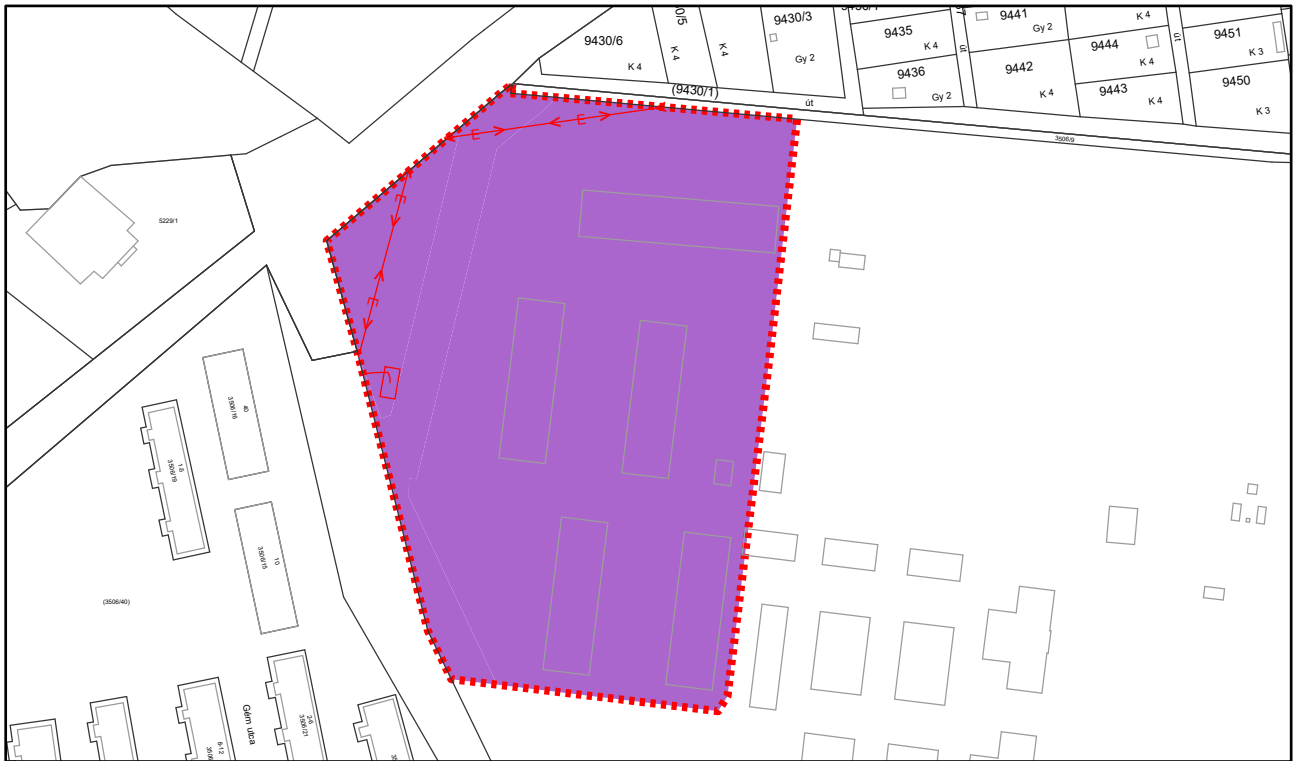 9430/6
K 4
0/5
K 4
K 4
9430/3
Gy 2
9435
K 4
9436
Gy 2
út
9441
Gy 2
9442
K 4
K 4
9444
K 4
9443
K 4
út
9451
K 3
9450
K 3
(9430/1)
út
3506/9
5229/1
E
E
E
E
40
3506/16
1-5
3506/19
10
3506/15
(3506/40)
Gém utca
2-6
3506/21
8-12